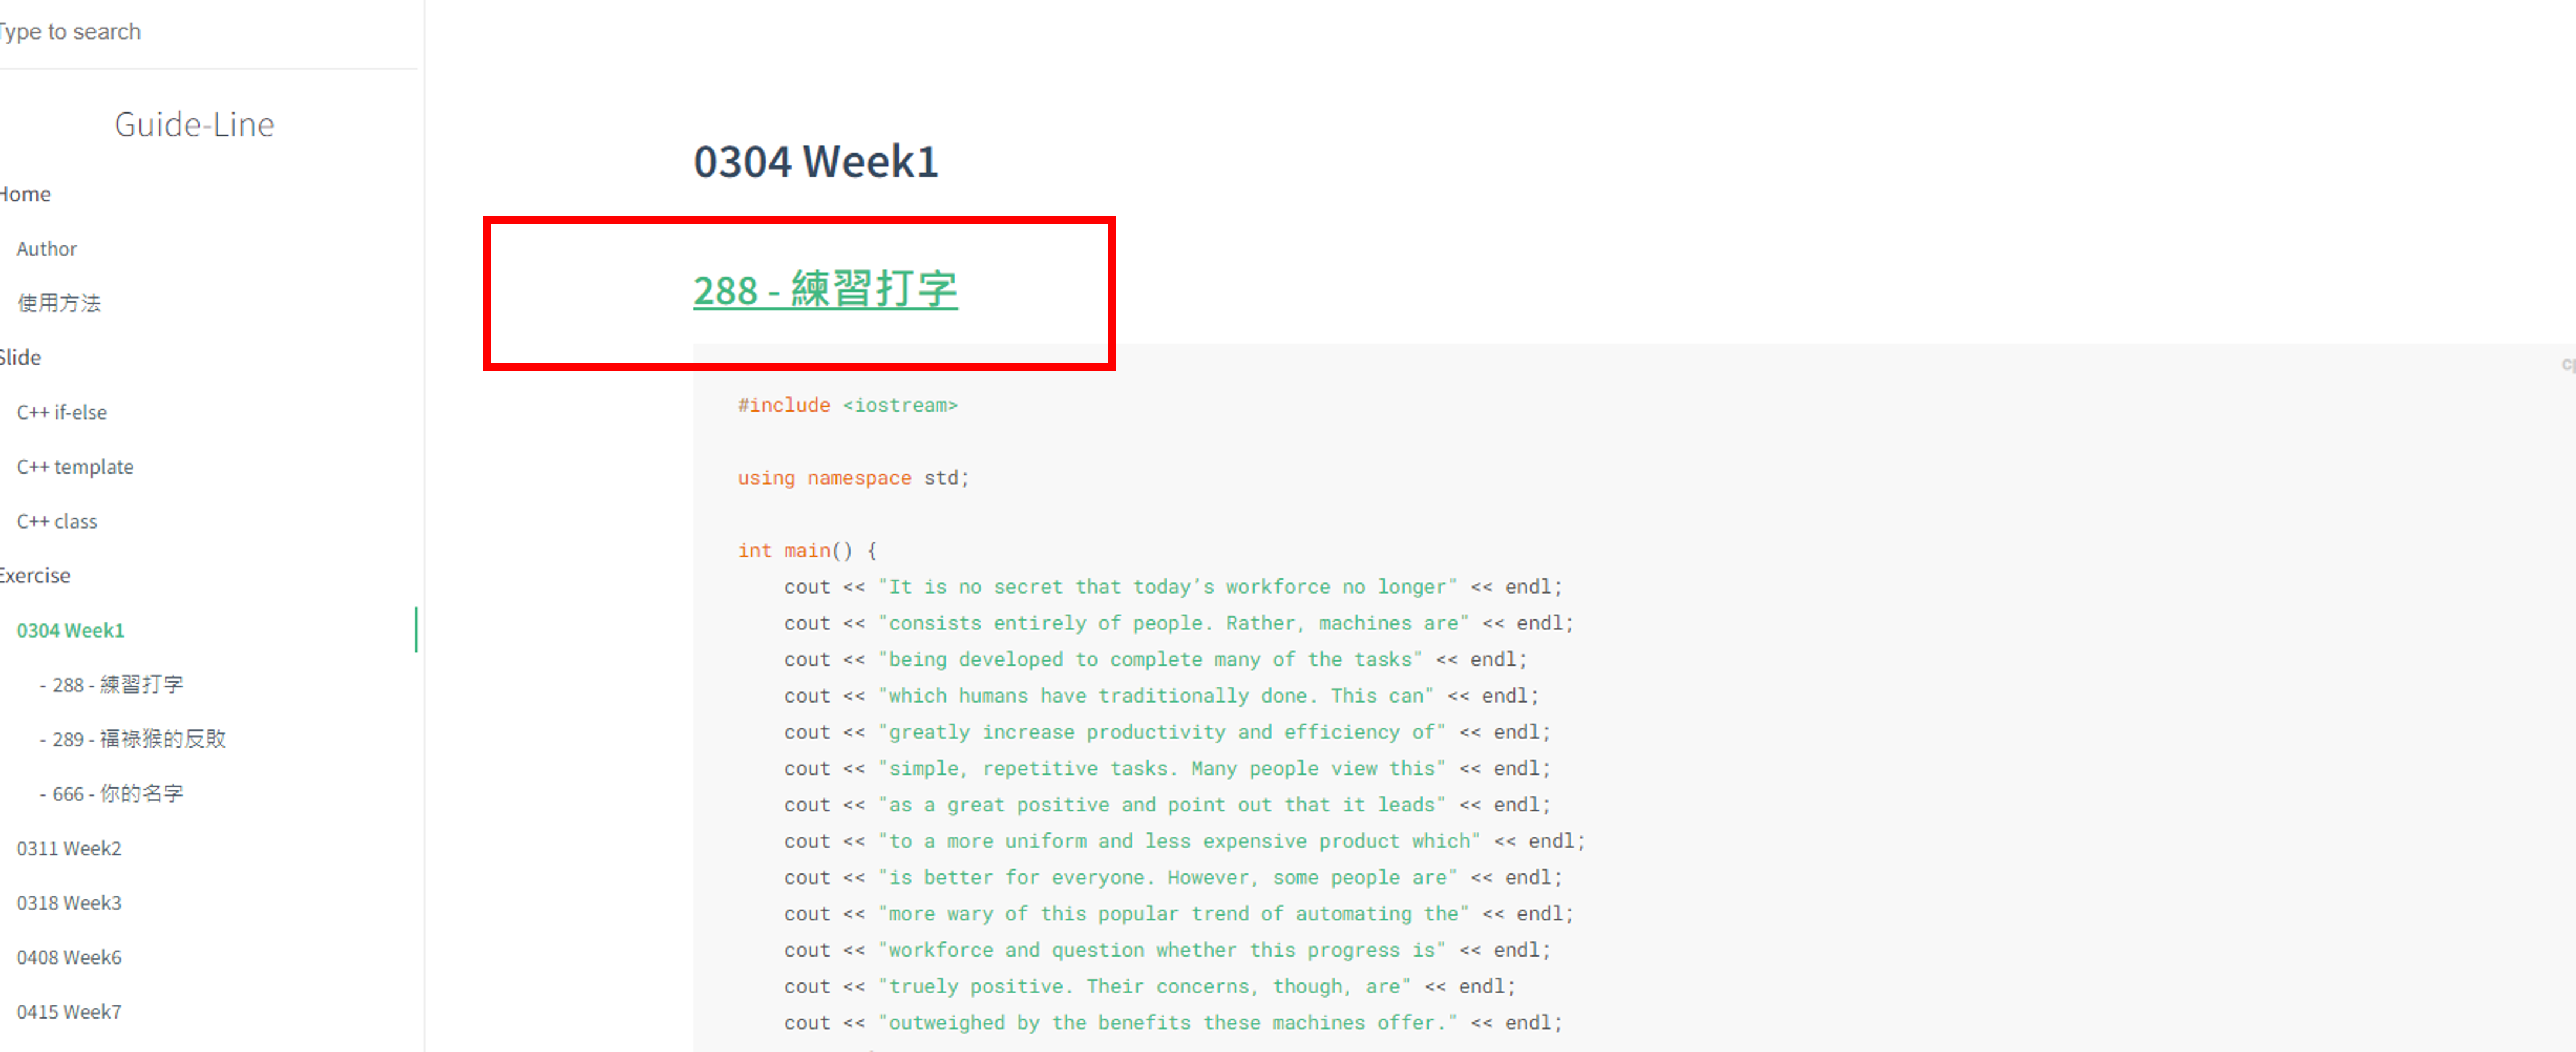 Type to search
Guide-Line
Home
Author
使用方法
Slide
C++ if-else
C++ template
C++ class
Exercise
0304 Week1
- 288 - 練習打字
- 289 - 福祿猴的反敗
- 666 - 你的名字
0311 Week2
0318 Week3
0408 Week6
0415 Week7
0304 Week1
288 - 練習打字
#include <iostream>
using namespace std;
int main() {
cout << "It is no secret that today’s workforce no longer" << endl;
cout << "consists entirely of people. Rather, machines are" << endl;
cout << "being developed to complete many of the tasks" << endl;
cout << "which humans have traditionally done. This can" << endl;
cout << "greatly increase productivity and efficiency of" << endl;
cout << "simple, repetitive tasks. Many people view this" << endl;
cout << "as a great positive and point out that it leads" << endl;
cout << "to a more uniform and less expensive product which" << endl;
cout << "is better for everyone. However, some people are" << endl;
cout << "more wary of this popular trend of automating the" << endl;
cout << "workforce and question whether this progress is" << endl;
cout << "truely positive. Their concerns, though, are" << endl;
cout << "outweighed by the benefits these machines offer." << endl;